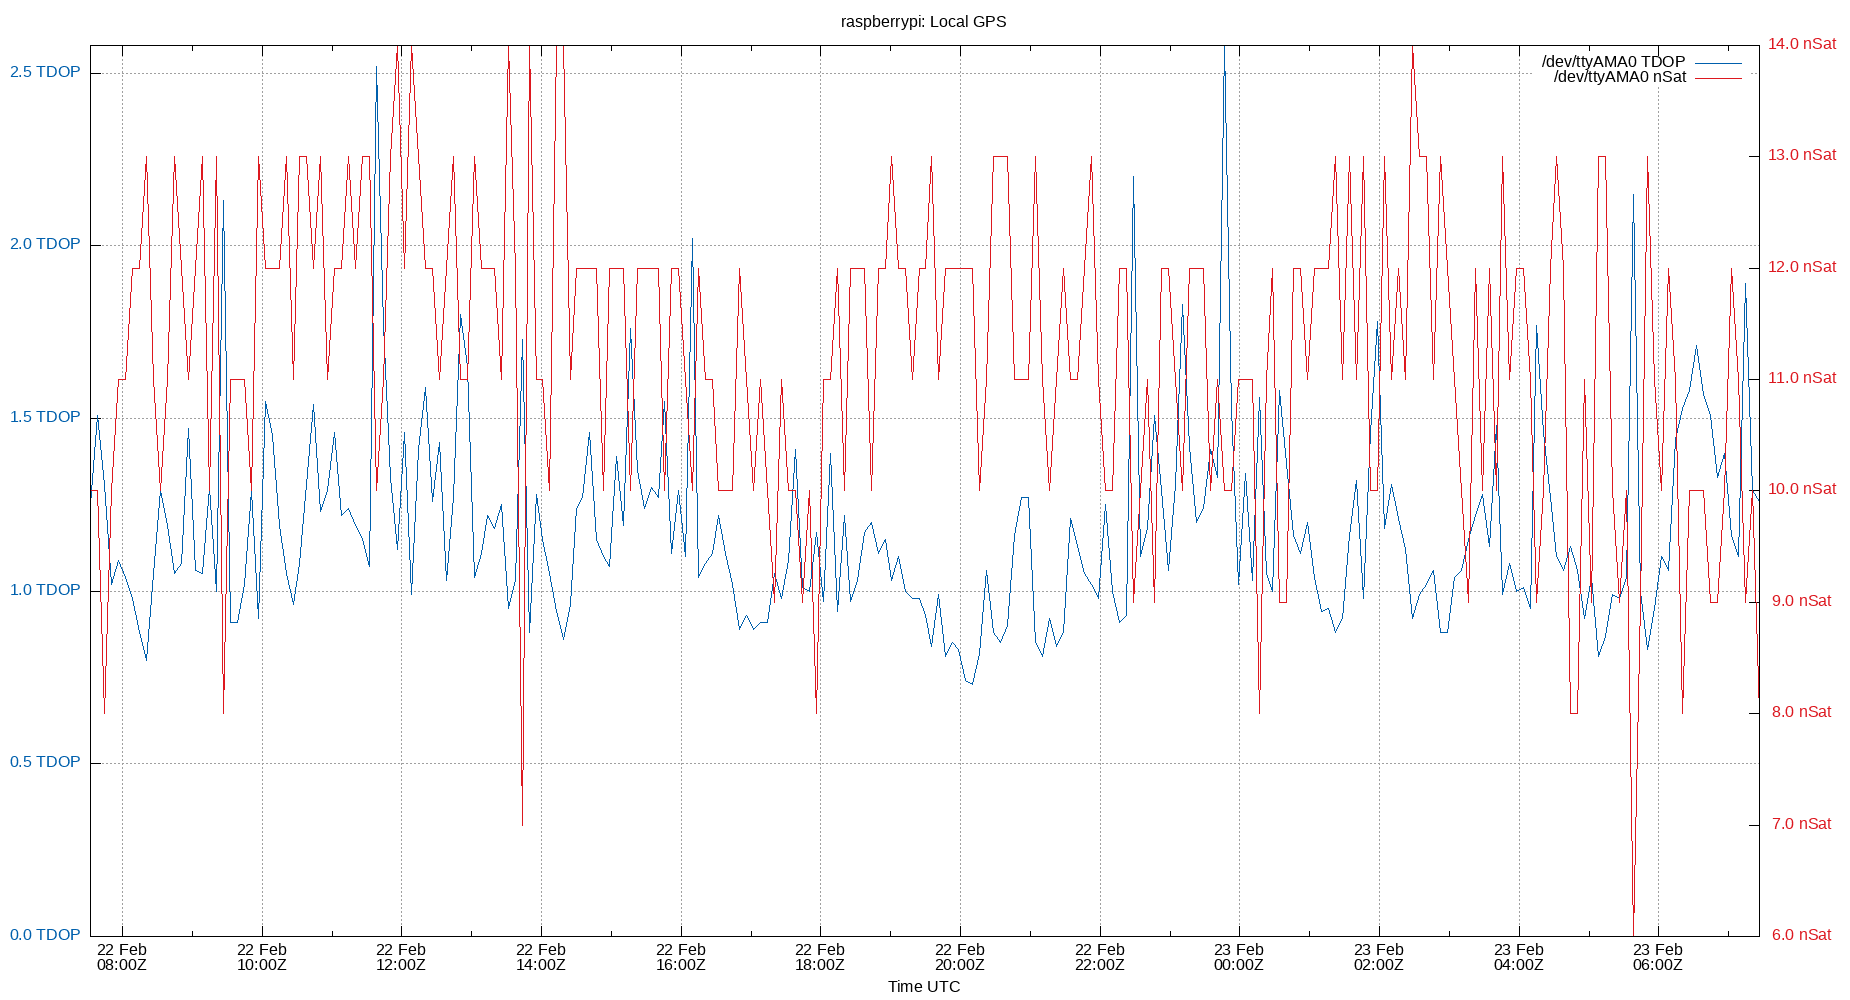 raspberrypi: Local GPS
14.0 nSat
/dev/ttyAMA0 TDOP
2.5 TDOP
/dev/ttyAMA0 nSat
13.0 nSat
2.0 TDOP
12.0 nSat
11.0 nSat
1.5 TDOP
10.0 nSat
1.0 TDOP
9.0 nSat
8.0 nSat
0.5 TDOP
7.0 nSat
0.0 TDOP
6.0 nSat
22 Feb 22 Feb 22 Feb 22 Feb 22 Feb 22 Feb 22 Feb 22 Feb 23 Feb 23 Feb 23 Feb 23 Feb
08:00Z 10:00Z 12:00Z 14:00Z 16:00Z 18:00Z 20:00Z 22:00Z 00:00Z 02:00Z 04:00Z 06:00Z
Time UTC